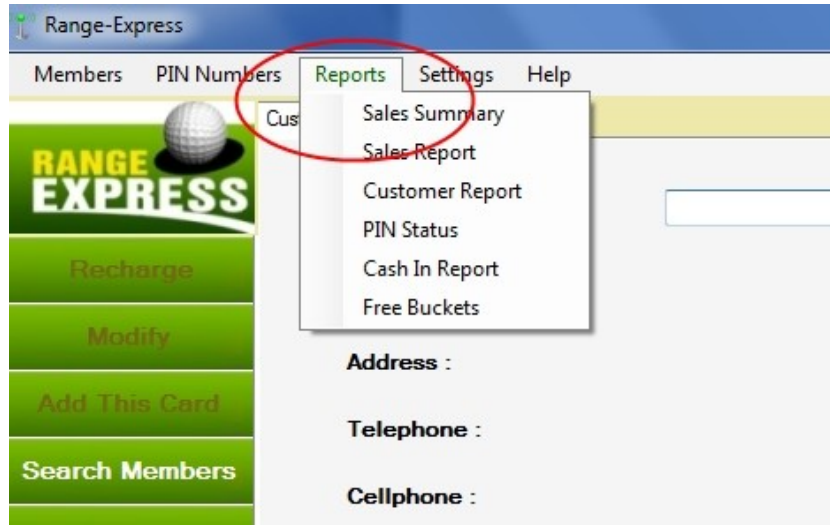 Range-Express
Members PIN Numbers Reports Settings Help
Cus
RANGE
EXPRESS
Sales Summary
Sales Report
Customer Report
PIN Status
Cash In Report
Free Buckets
Recharge
Modify
Add This Card
Search Members
Address :
Telephone :
Cellphone :